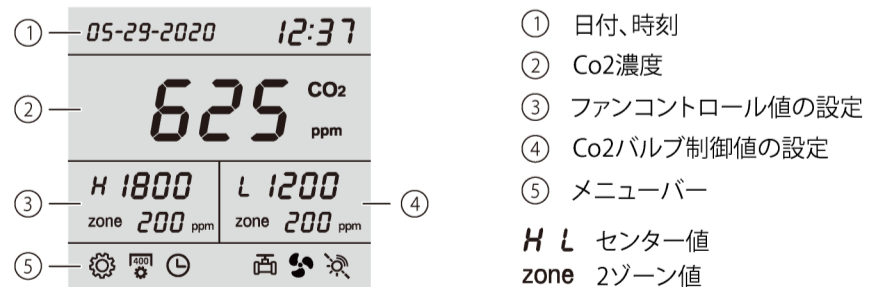 ① 05-29-2020 12:37
② 625 CO2 ppm
③ H 1800 L 1200 ④
zone 200 ppm zone 200 ppm
⑤ 400
① 日付、時刻
② Co2濃度
③ ファンコントロール値の設定
④ Co2バルブ制御値の設定
⑤ メニューバー
H L センター値
zone 2ゾーン値